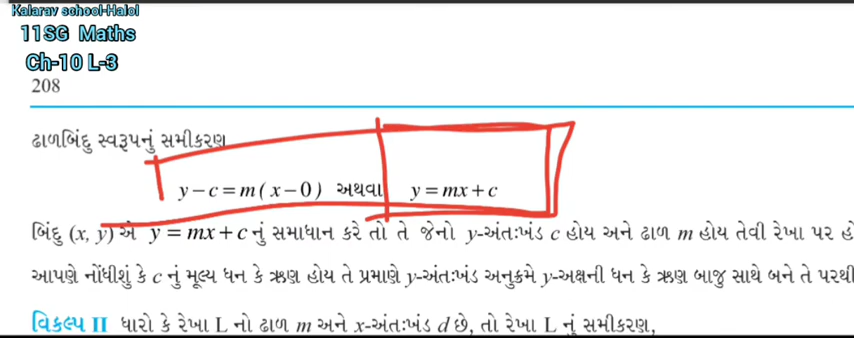 Kalarav school-Halol
11SG Maths
Ch-10 L-3
208
ઢાળબિંદુ સ્વરૂપનું સમીકરણ
y – c = m ( x – 0 ) અથવા y = mx + c
બિંદુ (x, y) એ y = mx + c નું સમાધાન કરે તો તે જેનો y-અંતઃખંડ c હોય અને ઢાળ m હોય તેવી રેખા પર
આપણે નોંધીશું કે c નું મૂલ્ય ધન કે ઋણ હોય તે પ્રમાણે y-અંતઃખંડ અનુક્રમે y-અક્ષની ધન કે ઋણ બાજુ સાથે બને તે પરથી
વિકલ્પ II ધારો કે રેખા L નો ઢાળ m અને x-અંતઃખંડ d છે, તો રેખા L નું સમીકરણ,